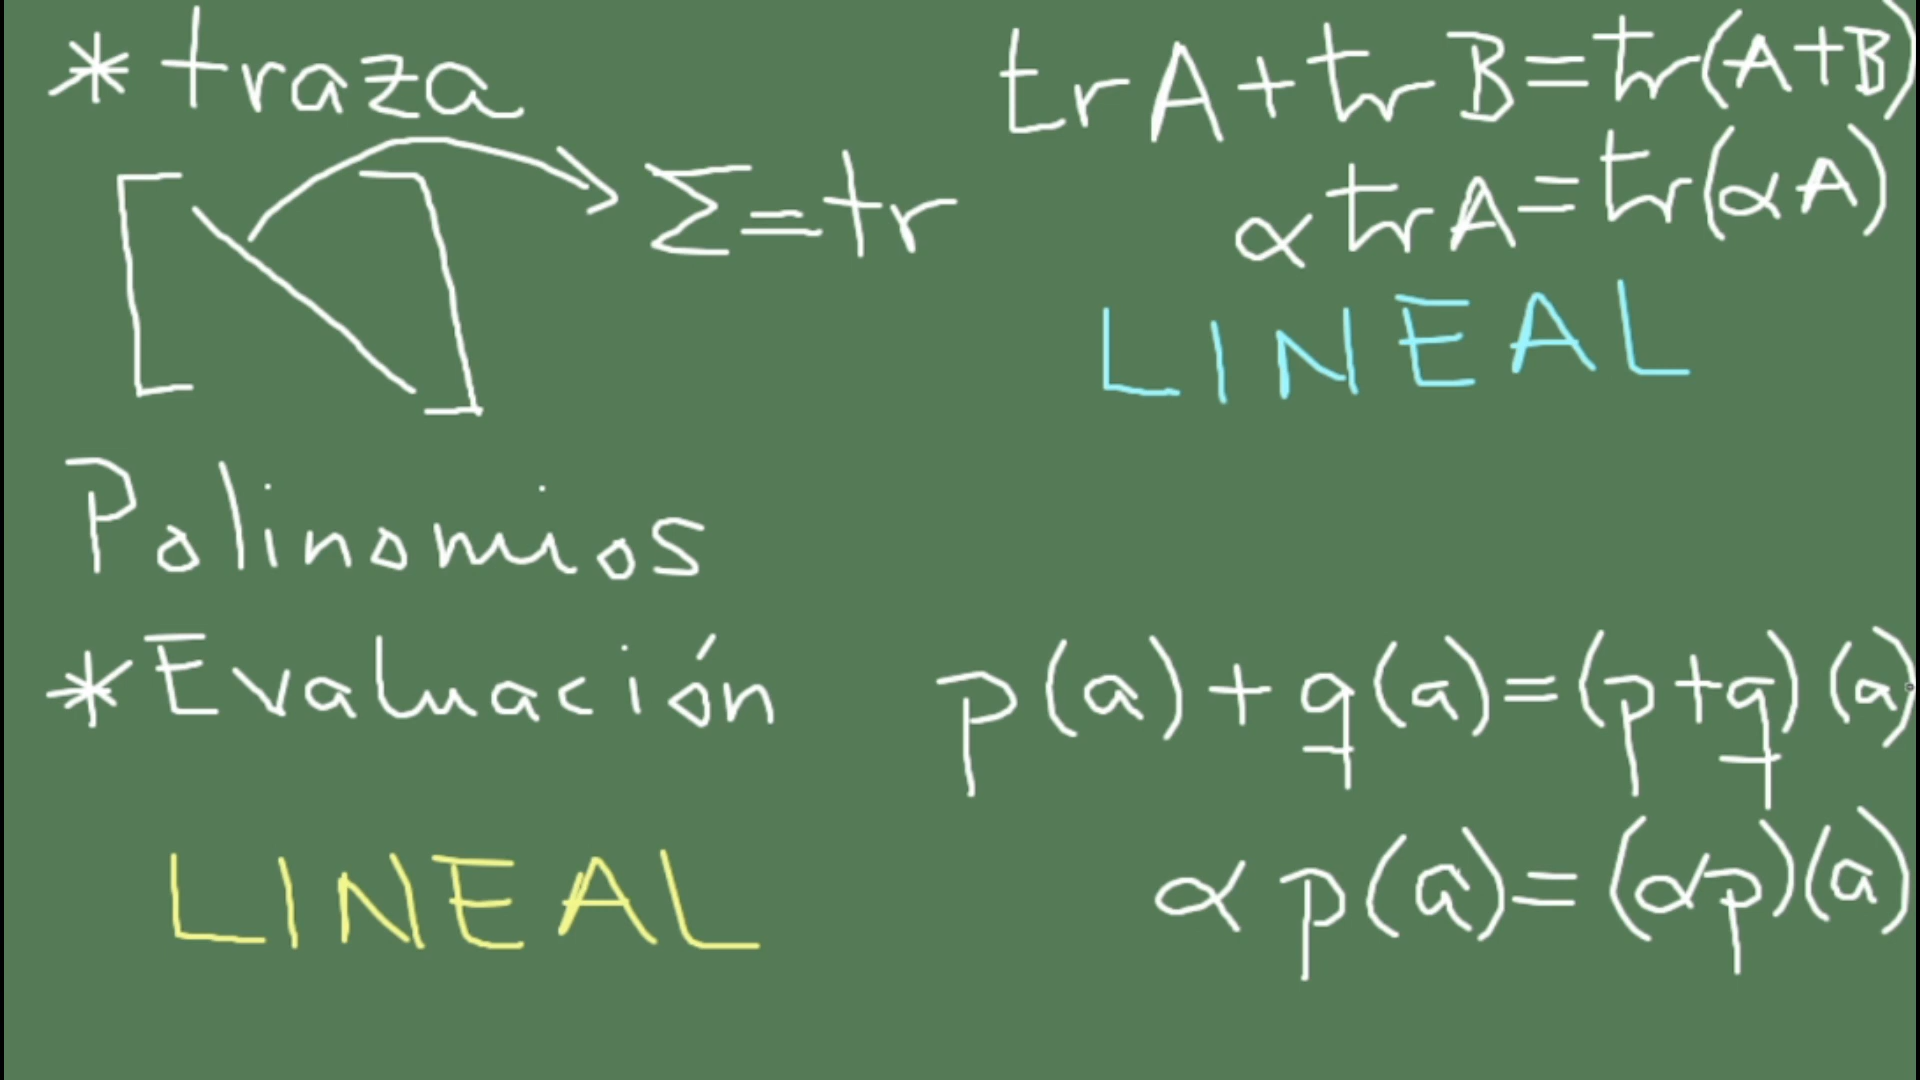 *traza
Σ=tr
trA+trB=tr(A+B)
αtrA=tr(αA)
LINEAL
Polinomios
*Evaluación
p(a)+q(a)=(p+q)(a)
αp(a)=(αp)(a)
LINEAL